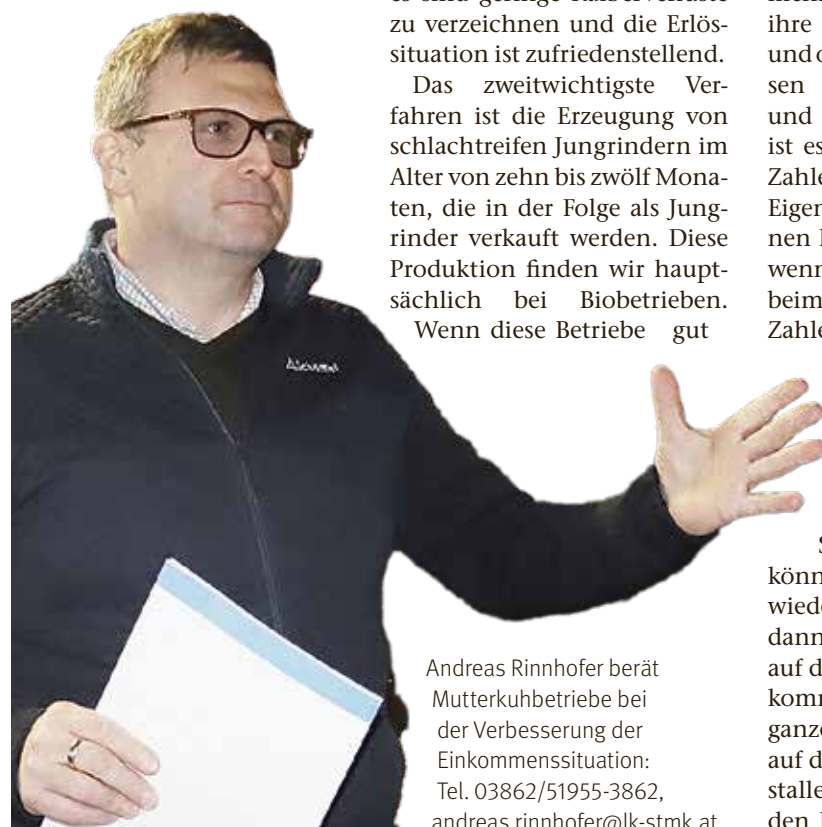 zu verzeichnen und die Erlös-
situation ist zufriedenstellend.
Das zweitwichtigste Ver-
fahren ist die Erzeugung von
schlachtreifen Jungrindern im
Alter von zehn bis zwölf Mona-
ten, die in der Folge als Jung-
rinder verkauft werden. Diese
Produktion finden wir haupt-
sächlich bei Biobetrieben.
Wenn diese Betriebe gut
Andreas Rinnhofer berät
Mutterkuhbetriebe bei
der Verbesserung der
Einkommenssituation:
Tel. 03862/51955-3862,
andreas.rinnhofer@lk-stmk.at
ihre
und
sen
und
ist es
Zahle
Eigen
nen
wenn
beim
Zahle
S
könn
wiede
dann
auf d
komm
ganze
auf d
stalle
den